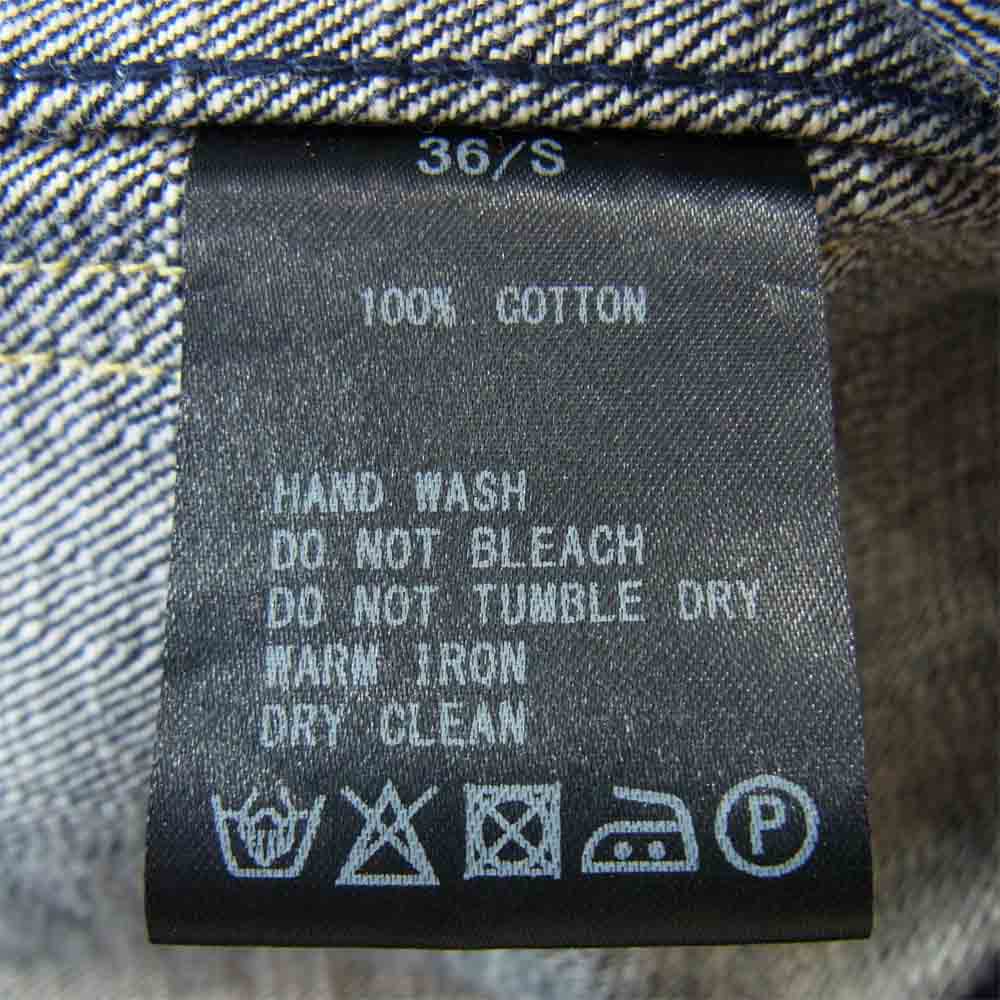 36/S
100% COTTON
HAND WASH
DO NOT BLEACH
DO NOT TUMBLE DRY
WARM IRON
DRY CLEAN
P